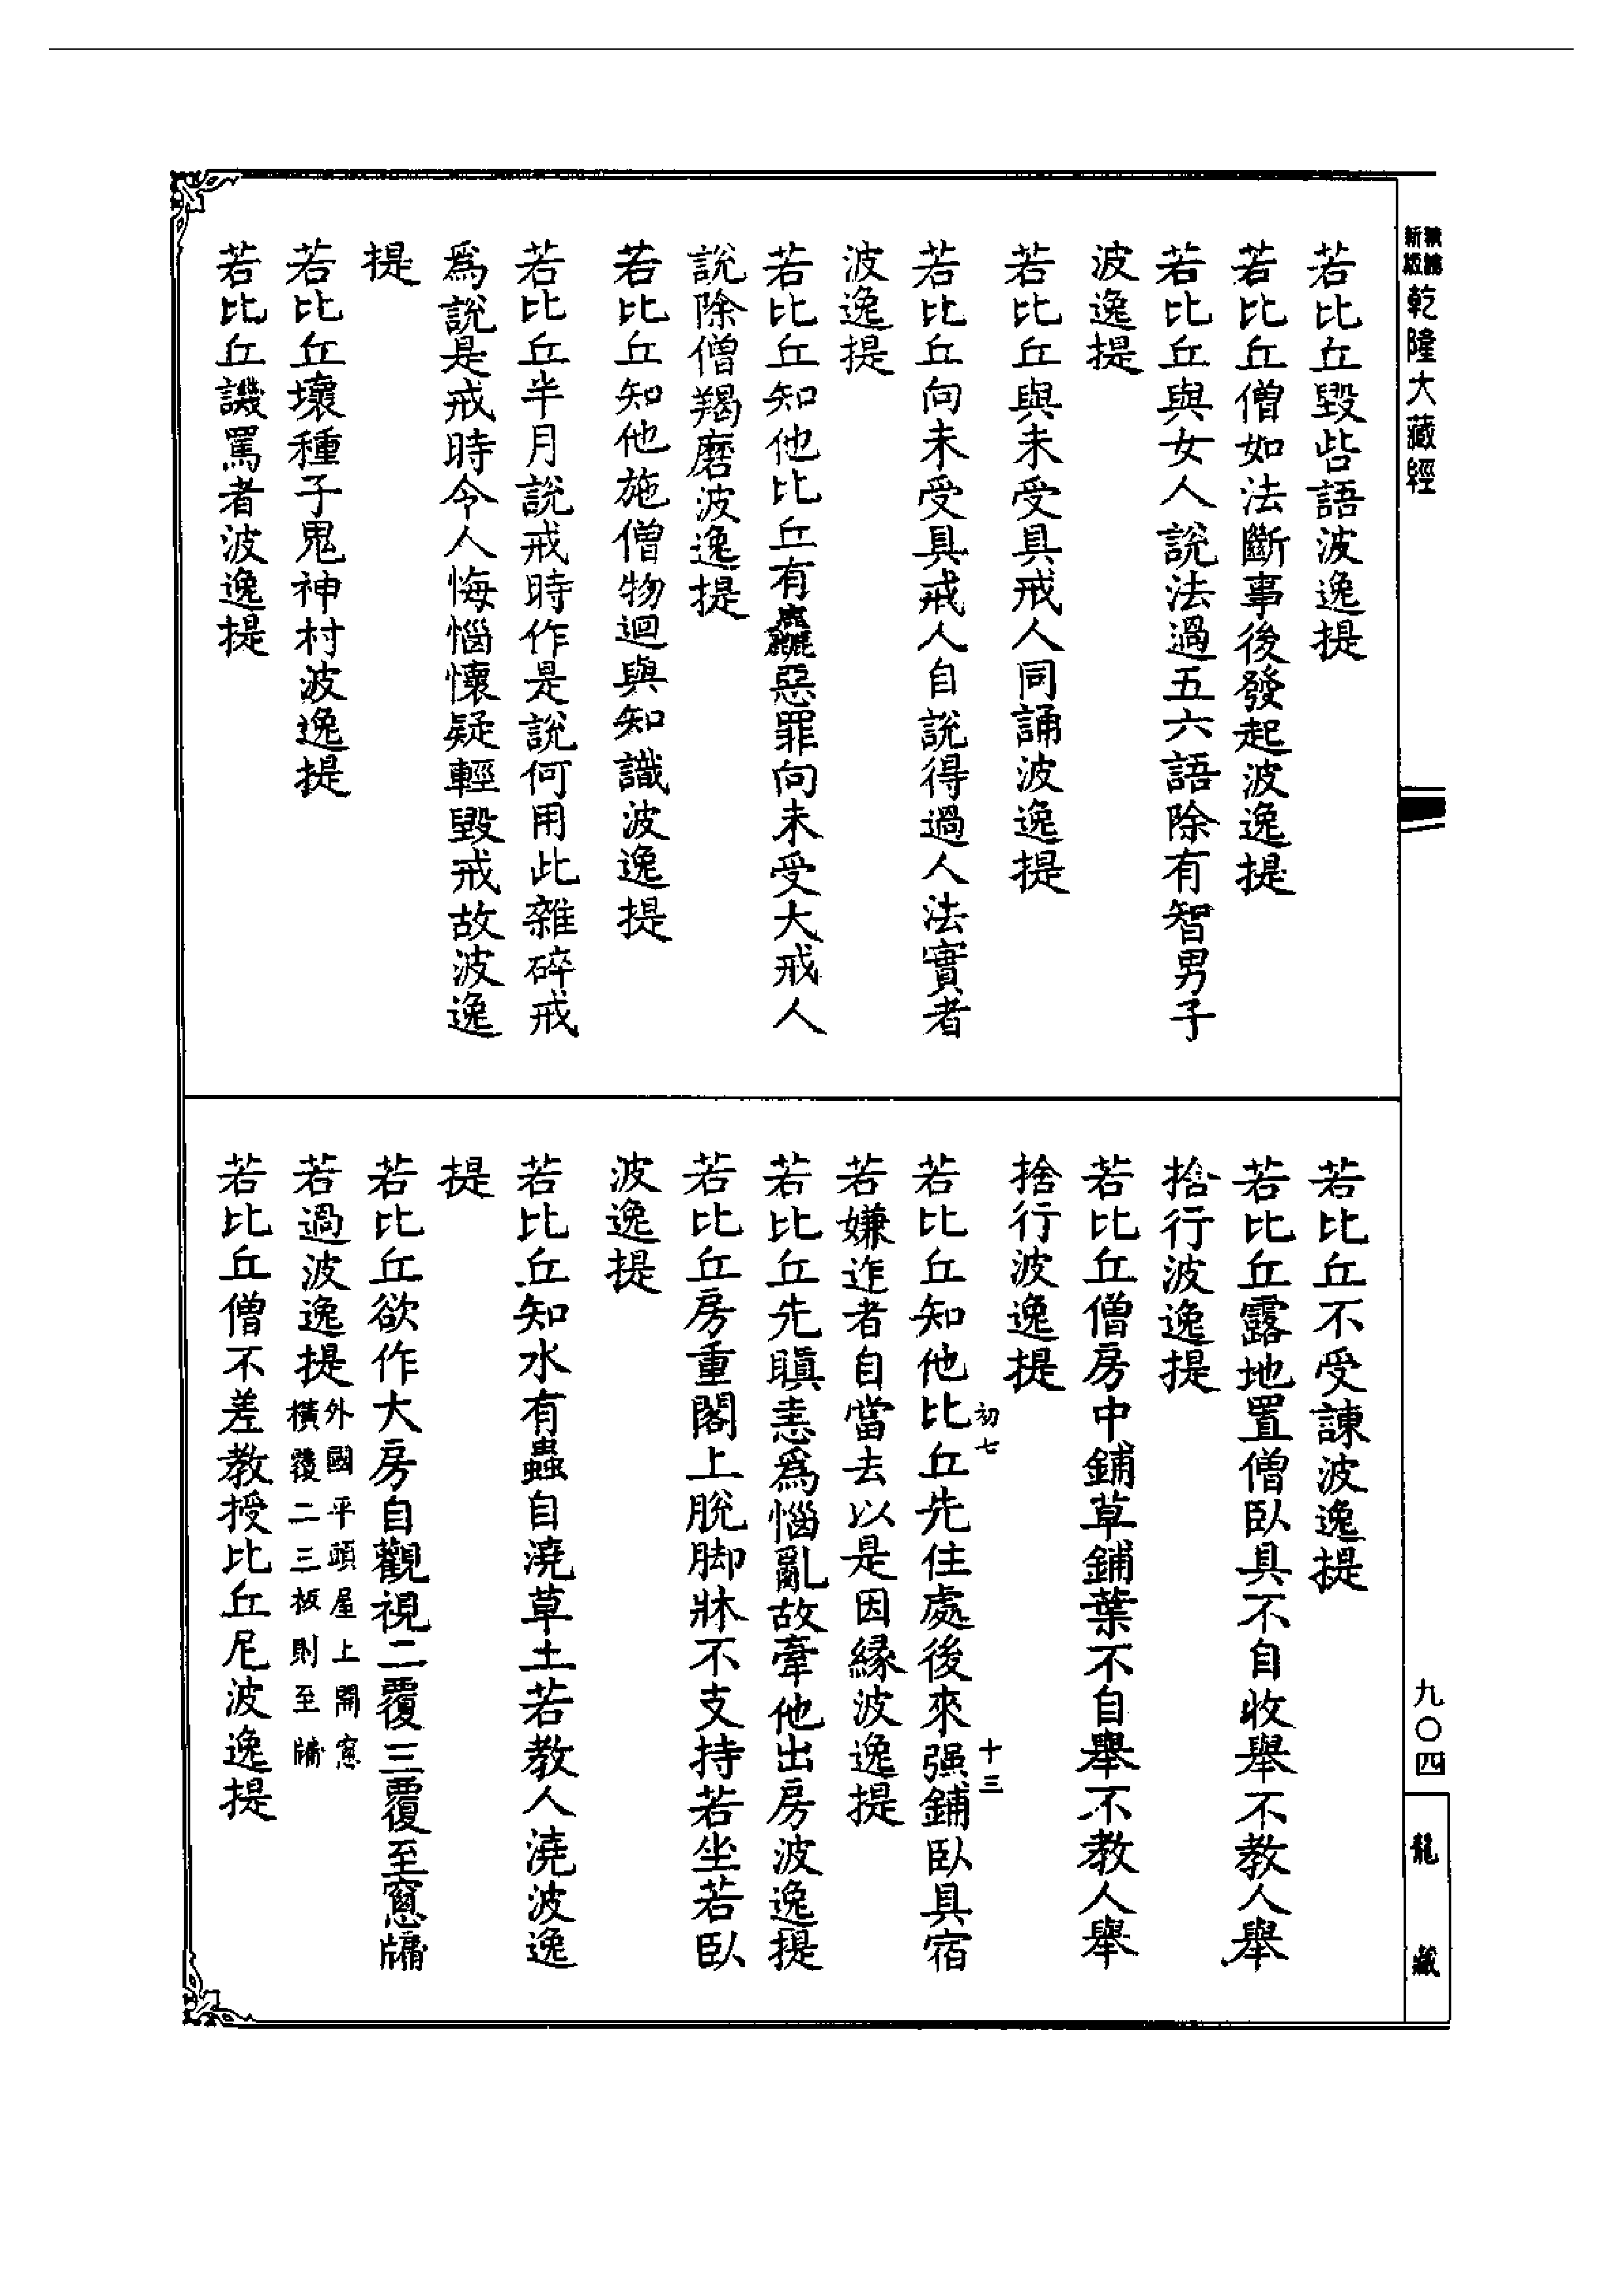 新版
乾隆大藏經
若比丘毀呰語波逸提
若比丘僧如法斷事後發起波逸提
若比丘與女人說法過五六語除有智男子
波逸提
若比丘與未受具戒人同誦波逸提
若比丘向未受具戒人自說得過人法實者
波逸提
若比丘知他比丘有麤惡罪向未受大戒人
說除僧羯磨波逸提
若比丘知他施僧物迴與知識波逸提
若比丘半月說戒時作是說何用此雜碎戒
為說是戒時令人悔惱懷疑輕毀戒故波逸
提
若比丘壞種子鬼神村波逸提
若比丘譏罵者波逸提
若比丘不受諫波逸提
若比丘露地置僧臥具不自收舉不教人舉
捨行波逸提
若比丘僧房中鋪草鋪葉不自舉不教人舉
捨行波逸提
初七 十三
若比丘知他比丘先住處後來强鋪臥具宿
若嫌迮者自當去以是因緣波逸提
若比丘先瞋恚為惱亂故牽他出房波逸提
若比丘房重閣上脫脚牀不支持若坐若臥
波逸提
若比丘知水有蟲自澆草土若教人澆波逸
提
若比丘欲作大房自觀視二覆三覆至窓牖
若過波逸提
外國平頭屋上開窓
橫覆二三板則至牖
若比丘僧不差教授比丘尼波逸提
九〇四
龍藏